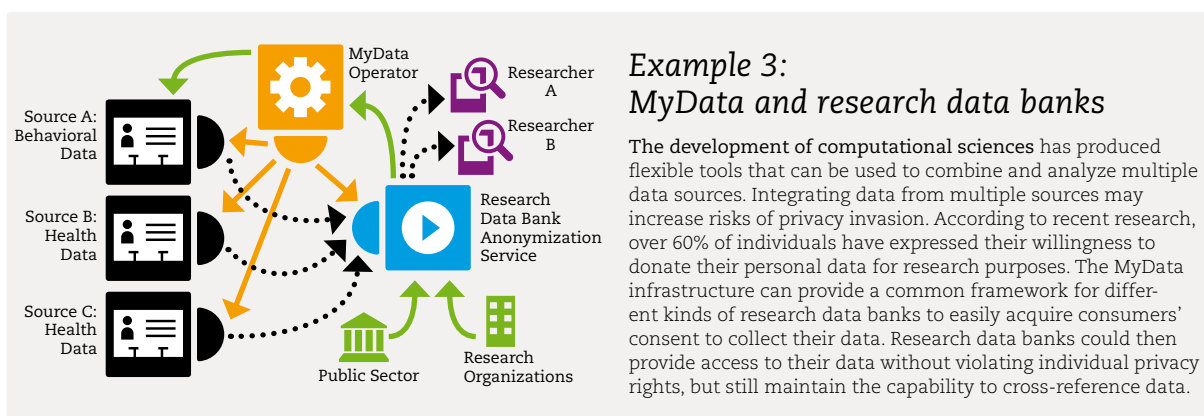 MyData
Operator
Researcher
A
Researcher
B
Source A:
Behavioral
Data
Source B:
Health
Data
Source C:
Health
Data
Research
Data Bank
Anonymization
Service
Public Sector
Research
Organizations
Example 3:
MyData and research data banks
The development of computational sciences has produced
flexible tools that can be used to combine and analyze multiple
data sources. Integrating data from multiple sources may
increase risks of privacy invasion. According to recent research,
over 60% of individuals have expressed their willingness to
donate their personal data for research purposes. The MyData
infrastructure can provide a common framework for differ-
ent kinds of research data banks to easily acquire consumers’
consent to collect their data. Research data banks could then
provide access to their data without violating individual privacy
rights, but still maintain the capability to cross-reference data.